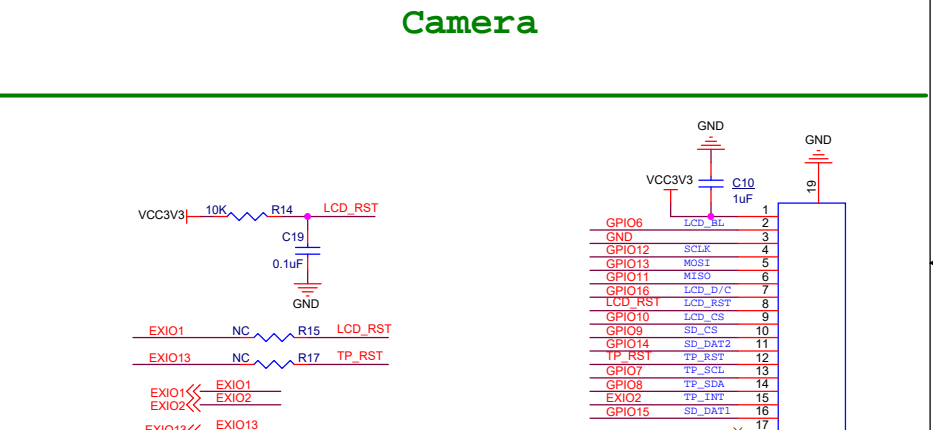 Camera
GND
GND
VCC3V3
C10
1uF
19
VCC3V3
10K
R14
LCD_RST
C19
0.1uF
GND
EXIO1
NC
R15
LCD_RST
EXIO13
NC
R17
TP_RST
EXIO1
EXIO1
EXIO2
EXIO2
EXIO13
EXIO13
1
GPIO6 LCD_BL 2
GND 3
GPIO12 SCLK 4
GPIO13 MOSI 5
GPIO11 MISO 6
GPIO16 LCD_D/C 7
LCD_RST LCD_RST 8
GPIO10 LCD_CS 9
GPIO9 SD_CS 10
GPIO14 SD_DAT2 11
TP_RST TP_RST 12
GPIO7 TP_SCL 13
GPIO8 TP_SDA 14
EXIO2 TP_INT 15
GPIO15 SD_DAT1 16
17